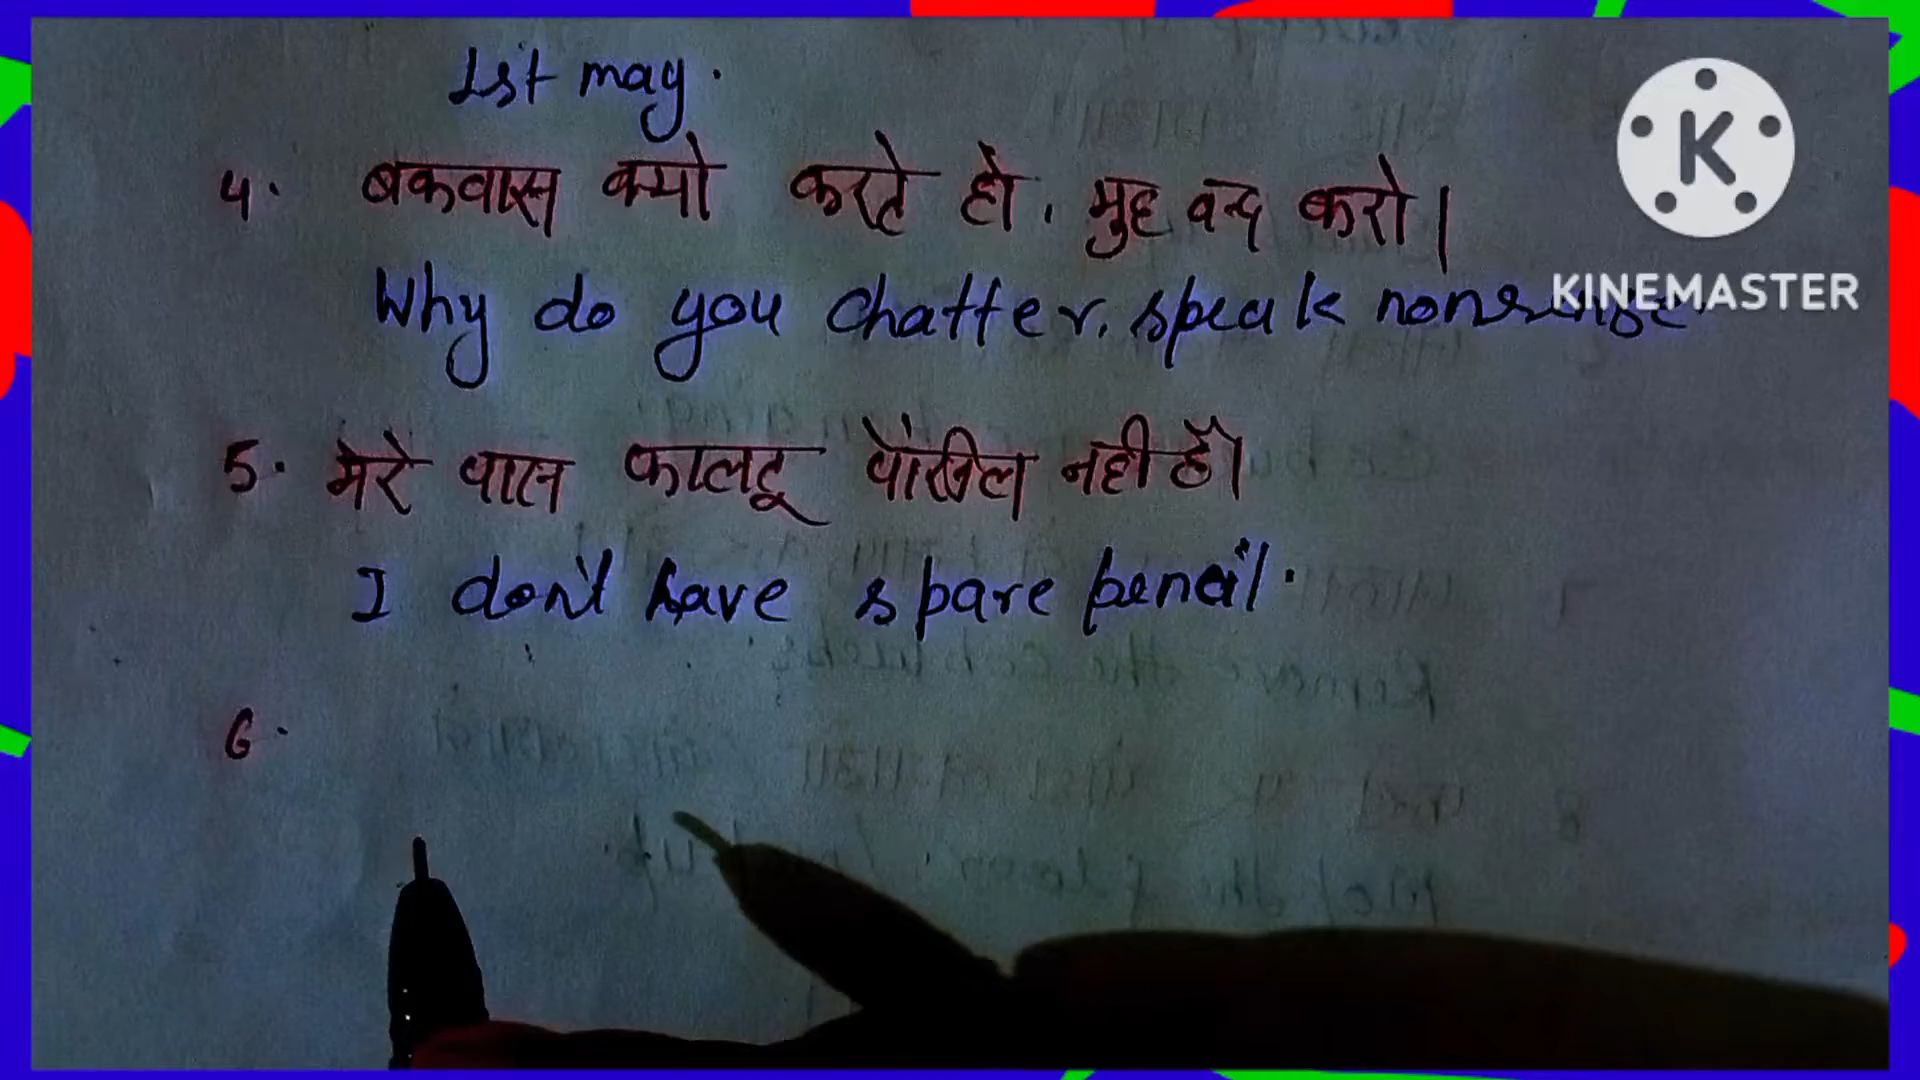 1st may.
4. बकवास क्यो करते हो. मुह बन्द करो।
Why do you chatter. speak nonsense.
5. मेरे पास फालटू पेंसिल नही है।
I don't have spare pencil.
6.
K
KINEMASTER